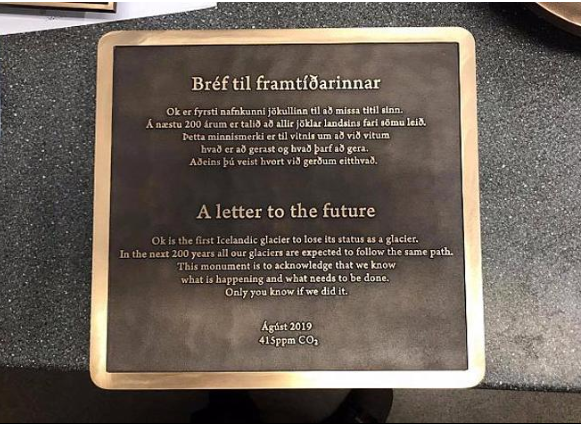 Bréf til framtíðarinnar
Ok er fyrsti nafnkunni jökullinn til að missa titil sinn.
Á næstu 200 árum er talið að allir jöklar landsins fari sömu leið.
Þetta minnismerki er til vitnis um að við vitum
hvað er að gerast og hvað þarf að gera.
Aðeins þú veist hvort við gerðum eitthvað.
A letter to the future
Ok is the first Icelandic glacier to lose its status as a glacier.
In the next 200 years all our glaciers are expected to follow the same path.
This monument is to acknowledge that we know
what is happening and what needs to be done.
Only you know if we did it.
Ágúst 2019
415ppm CO₂